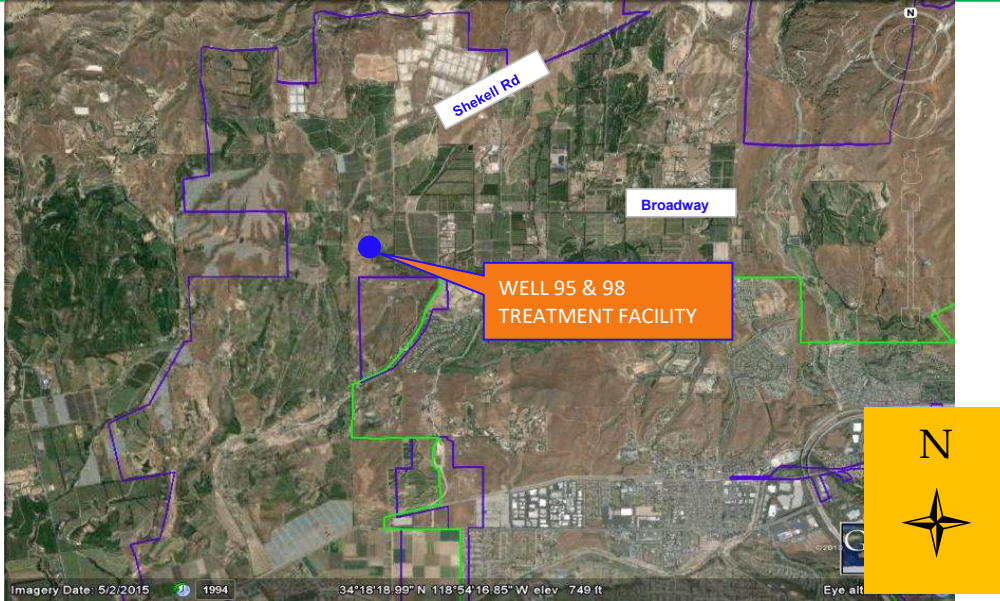 N
Shekell Rd
Broadway
WELL 95 & 98
TREATMENT FACILITY
N
Imagery Date: 5/2/2015 1994 34°18'18.99" N 118°54'16.85" W elev 749 ft Eye alt